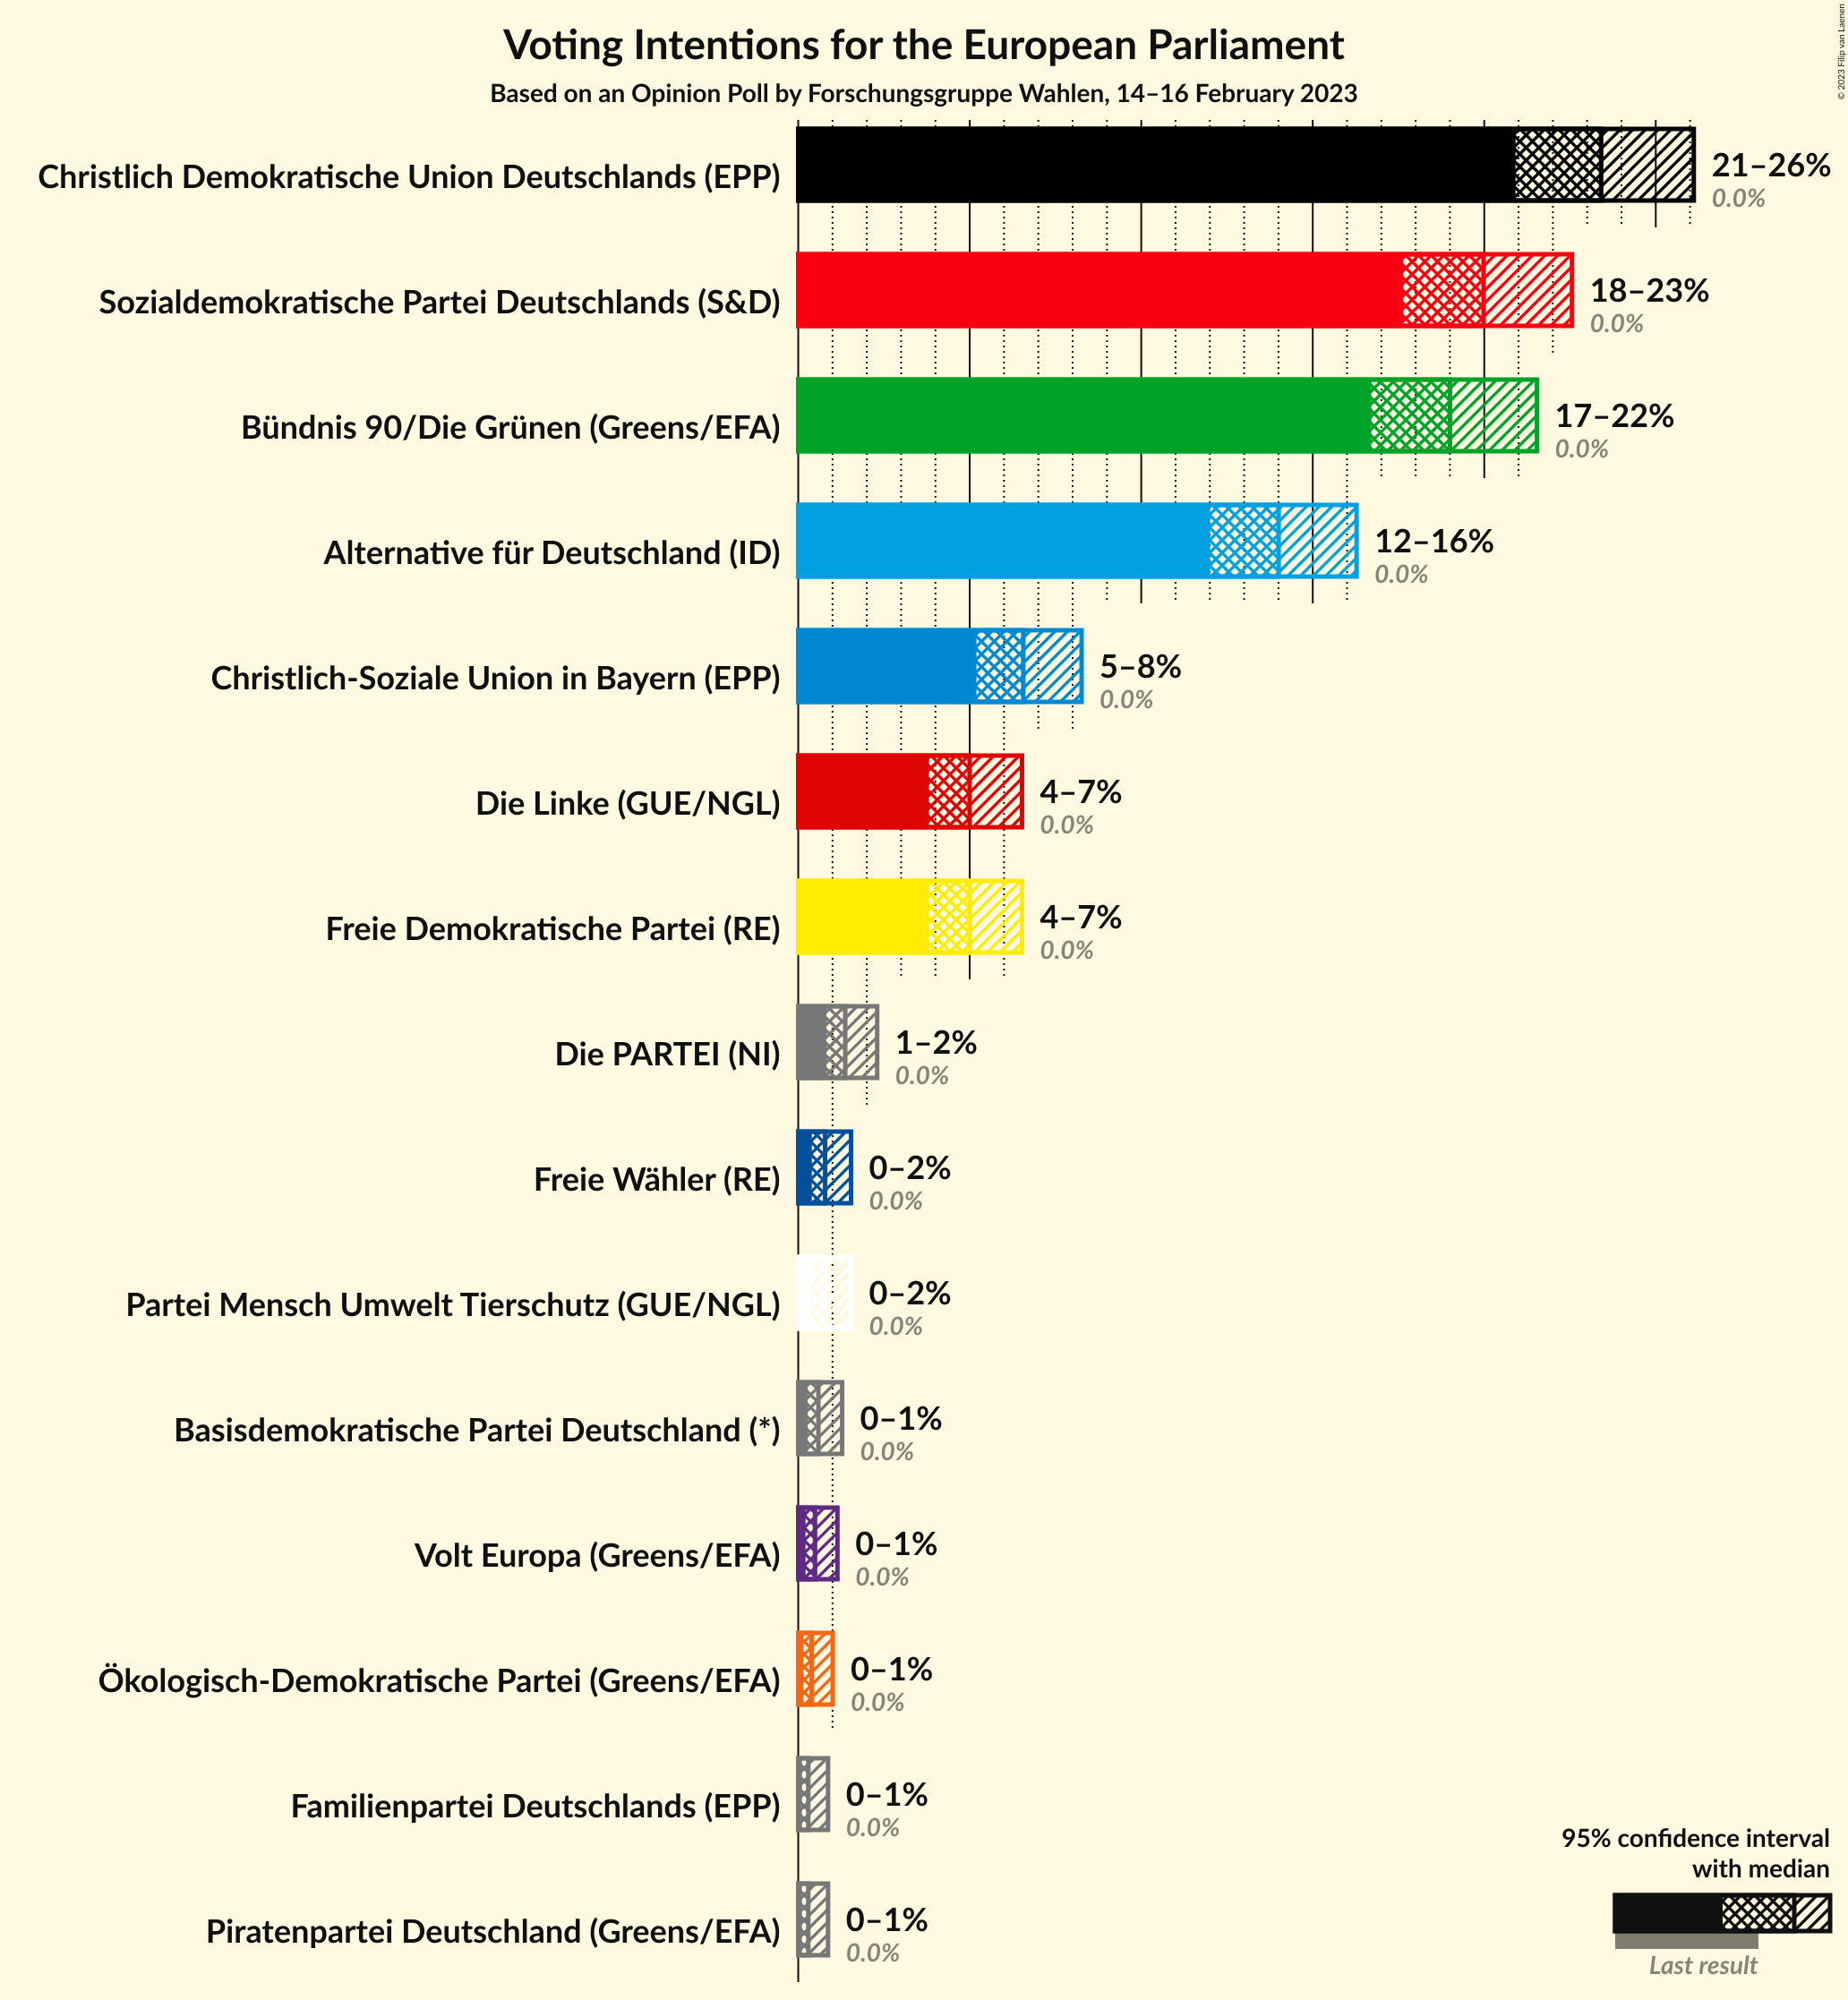 Voting Intentions for the European Parliament
Based on an Opinion Poll by Forschungsgruppe Wahlen, 14–16 February 2023
© 2023 Filip van Laenen
Christlich Demokratische Union Deutschlands (EPP)
21–26%
0.0%
Sozialdemokratische Partei Deutschlands (S&D)
18–23%
0.0%
Bündnis 90/Die Grünen (Greens/EFA)
17–22%
0.0%
Alternative für Deutschland (ID)
12–16%
0.0%
Christlich-Soziale Union in Bayern (EPP)
5–8%
0.0%
Die Linke (GUE/NGL)
4–7%
0.0%
Freie Demokratische Partei (RE)
4–7%
0.0%
Die PARTEI (NI)
1–2%
0.0%
Freie Wähler (RE)
0–2%
0.0%
Partei Mensch Umwelt Tierschutz (GUE/NGL)
0–2%
0.0%
Basisdemokratische Partei Deutschland (*)
0–1%
0.0%
Volt Europa (Greens/EFA)
0–1%
0.0%
Ökologisch-Demokratische Partei (Greens/EFA)
0–1%
0.0%
Familienpartei Deutschlands (EPP)
0–1%
0.0%
Piratenpartei Deutschland (Greens/EFA)
0–1%
0.0%
95% confidence interval
with median
Last result